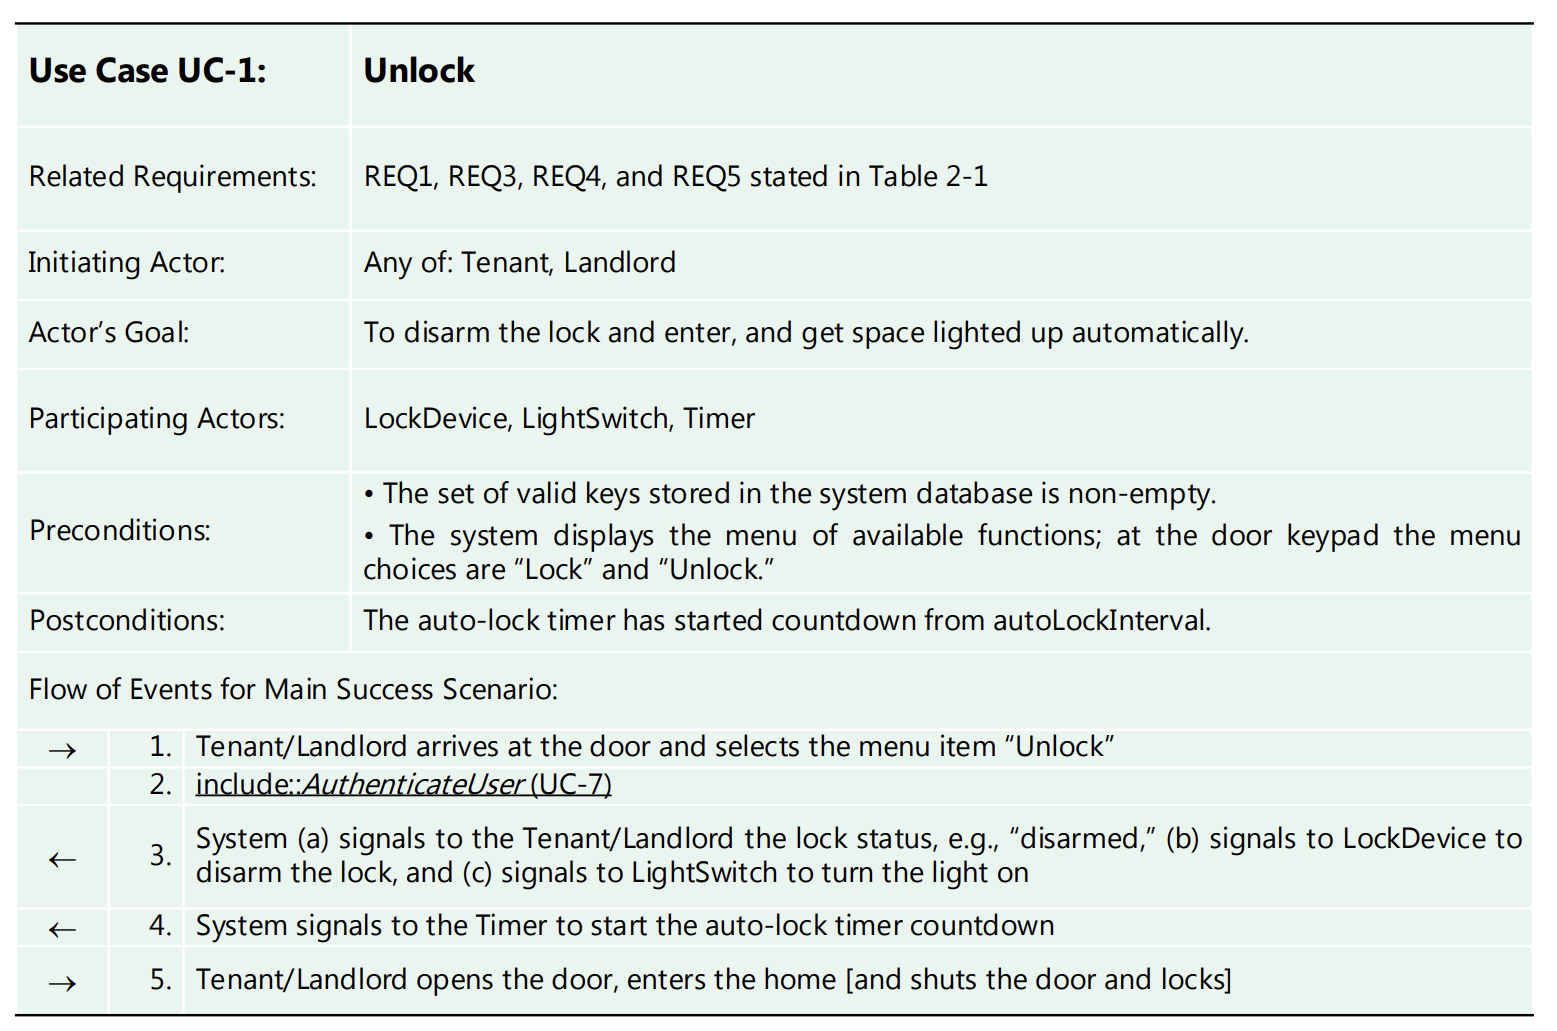 Use Case UC-1: Unlock
Related Requirements: REQ1, REQ3, REQ4, and REQ5 stated in Table 2-1
Initiating Actor: Any of: Tenant, Landlord
Actor’s Goal: To disarm the lock and enter, and get space lighted up automatically.
Participating Actors: LockDevice, LightSwitch, Timer
Preconditions:
• The set of valid keys stored in the system database is non-empty.
• The system displays the menu of available functions; at the door keypad the menu
choices are “Lock” and “Unlock.”
Postconditions: The auto-lock timer has started countdown from autoLockInterval.
Flow of Events for Main Success Scenario:
→ 1. Tenant/Landlord arrives at the door and selects the menu item “Unlock”
2. include::AuthenticateUser (UC-7)
← 3. System (a) signals to the Tenant/Landlord the lock status, e.g., “disarmed,” (b) signals to LockDevice to
disarm the lock, and (c) signals to LightSwitch to turn the light on
← 4. System signals to the Timer to start the auto-lock timer countdown
→ 5. Tenant/Landlord opens the door, enters the home [and shuts the door and locks]